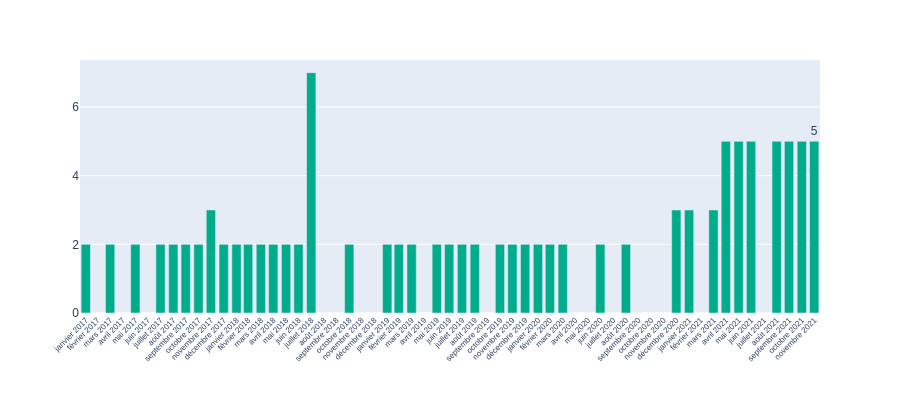 6
4
2
0
5
janvier 2017
février 2017
mars 2017
avril 2017
mai 2017
juin 2017
juillet 2017
août 2017
septembre 2017
octobre 2017
novembre 2017
décembre 2017
janvier 2018
février 2018
mars 2018
avril 2018
mai 2018
juin 2018
juillet 2018
août 2018
septembre 2018
octobre 2018
novembre 2018
décembre 2018
janvier 2019
février 2019
mars 2019
avril 2019
mai 2019
juin 2019
juillet 2019
août 2019
septembre 2019
octobre 2019
novembre 2019
décembre 2019
janvier 2020
février 2020
mars 2020
avril 2020
mai 2020
juin 2020
juillet 2020
août 2020
septembre 2020
octobre 2020
novembre 2020
décembre 2020
janvier 2021
février 2021
mars 2021
avril 2021
mai 2021
juin 2021
juillet 2021
août 2021
septembre 2021
octobre 2021
novembre 2021